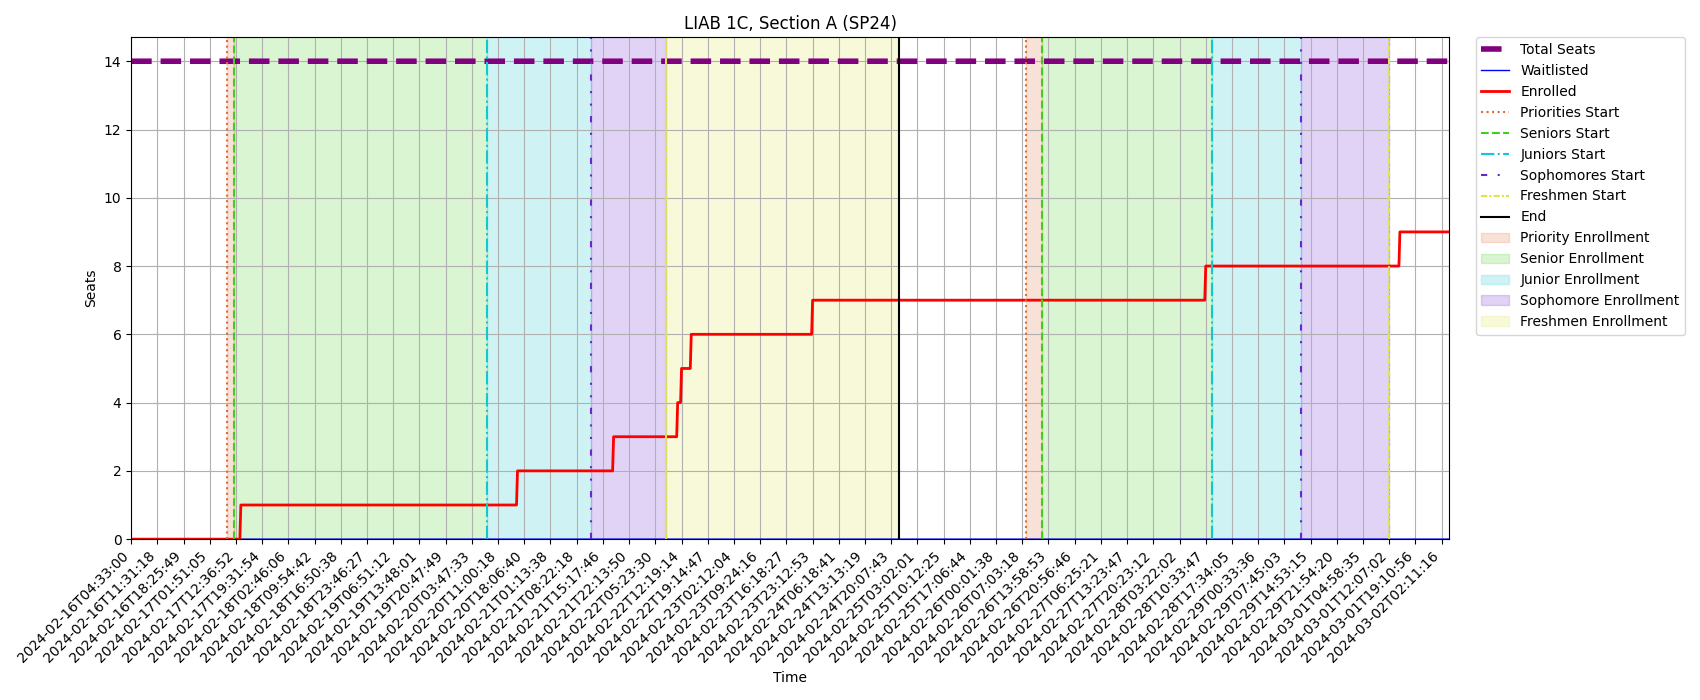 LIAB 1C, Section A (SP24)
Seats
14
12
10
8
6
4
2
0
2024-02-16T04:33:00
2024-02-16T11:31:18
2024-02-16T18:25:49
2024-02-17T01:51:05
2024-02-17T12:36:52
2024-02-17T19:31:54
2024-02-18T02:46:06
2024-02-18T09:54:42
2024-02-18T16:50:38
2024-02-18T23:46:27
2024-02-19T06:51:12
2024-02-19T13:48:01
2024-02-19T20:47:49
2024-02-20T03:47:33
2024-02-20T11:00:18
2024-02-20T18:06:40
2024-02-21T01:13:38
2024-02-21T08:22:18
2024-02-21T15:17:46
2024-02-21T22:13:50
2024-02-22T05:23:30
2024-02-22T12:19:14
2024-02-22T19:14:47
2024-02-23T02:12:04
2024-02-23T09:24:16
2024-02-23T16:18:27
2024-02-23T23:12:53
2024-02-24T06:18:41
2024-02-24T13:13:19
2024-02-24T20:07:43
2024-02-25T03:02:01
2024-02-25T10:12:25
2024-02-25T17:06:44
2024-02-26T00:01:38
2024-02-26T07:03:18
2024-02-26T13:58:53
2024-02-26T20:56:46
2024-02-27T06:25:21
2024-02-27T13:23:47
2024-02-27T20:23:12
2024-02-28T03:22:02
2024-02-28T10:33:47
2024-02-28T17:34:05
2024-02-29T00:33:36
2024-02-29T07:45:03
2024-02-29T14:53:15
2024-02-29T21:54:20
2024-03-01T04:58:35
2024-03-01T12:07:02
2024-03-01T19:10:56
2024-03-02T02:11:16
Time
Total Seats
Waitlisted
Enrolled
Priorities Start
Seniors Start
Juniors Start
Sophomores Start
Freshmen Start
End
Priority Enrollment
Senior Enrollment
Junior Enrollment
Sophomore Enrollment
Freshmen Enrollment